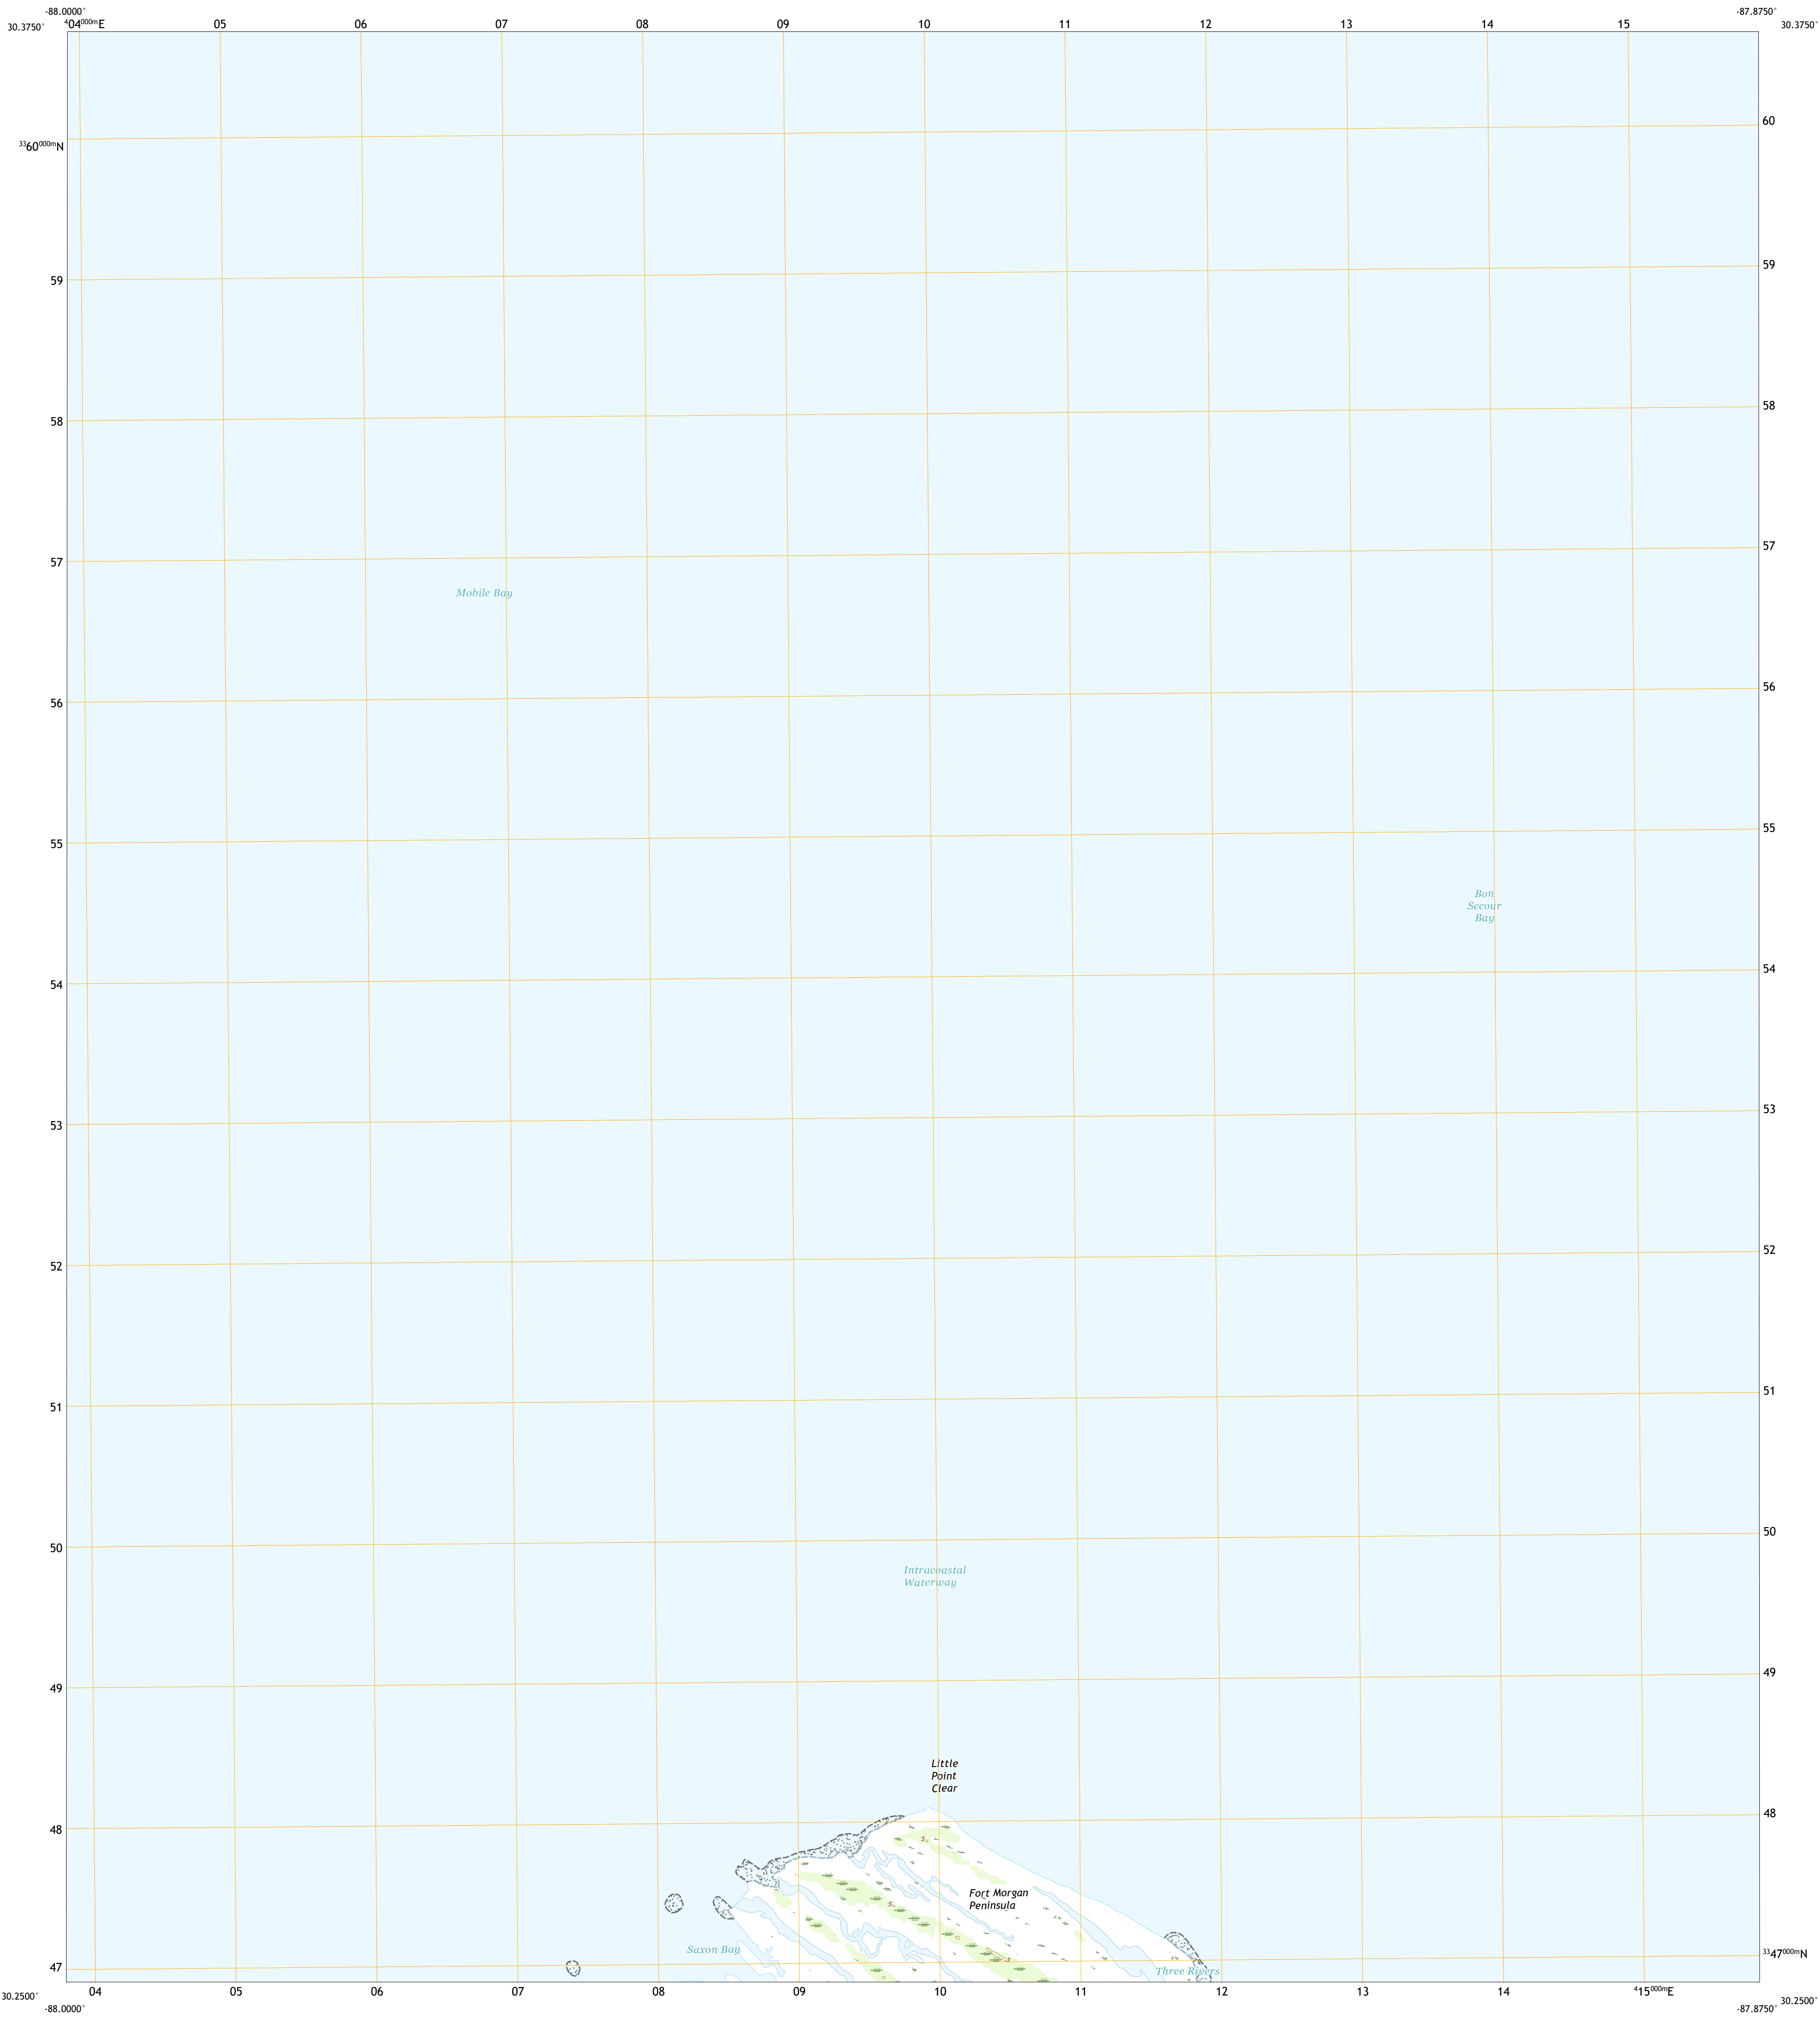 -88.0000° -87.8750°
30.3750° ⁴04⁰⁰⁰ᵐE 05 06 07 08 09 10 11 12 13 14 15 30.3750°
60
³³60⁰⁰⁰ᵐN
59 59
58 58
57 57
Mobile Bay
56 56
55 55
Bon
Secour
Bay
54 54
53 53
52 52
51 51
50 50
Intracoastal
Waterway
49 49
Little
Point
Clear
48 48
5
Fort Morgan
Peninsula
5
Saxon Bay
³³47⁰⁰⁰ᵐN
5
47
Three Rivers
30.2500° 04 05 06 07 08 09 10 11 12 13 14 ⁴15⁰⁰⁰ᵐE 30.2500°
-88.0000° -87.8750°